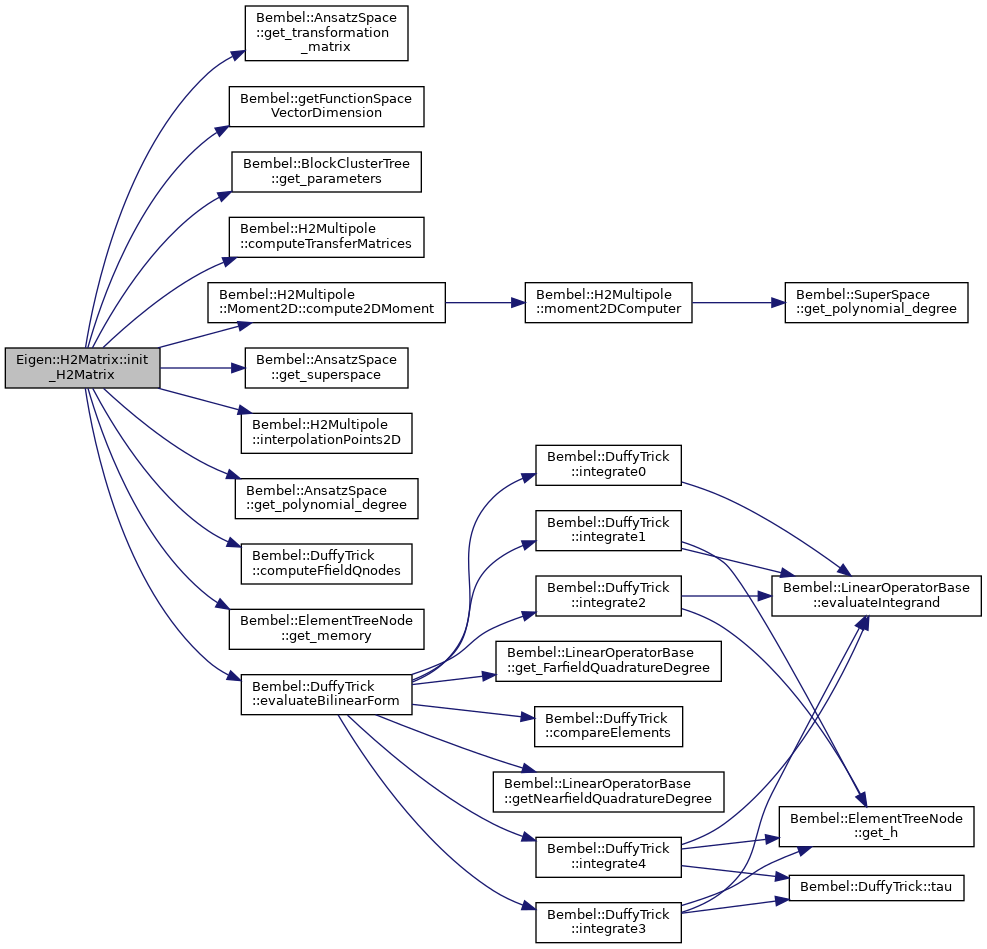 Bembel::AnsatzSpace
::get_transformation
_matrix
Bembel::getFunctionSpace
VectorDimension
Bembel::BlockClusterTree
::get_parameters
Bembel::H2Multipole
::computeTransferMatrices
Bembel::H2Multipole
::Moment2D::compute2DMoment
Bembel::H2Multipole
::moment2DComputer
Bembel::SuperSpace
::get_polynomial_degree
Eigen::H2Matrix::init
_H2Matrix
Bembel::AnsatzSpace
::get_superspace
Bembel::H2Multipole
::interpolationPoints2D
Bembel::AnsatzSpace
::get_polynomial_degree
Bembel::DuffyTrick
::computeFfieldQnodes
Bembel::ElementTreeNode
::get_memory
Bembel::DuffyTrick
::evaluateBilinearForm
Bembel::DuffyTrick
::integrate0
Bembel::DuffyTrick
::integrate1
Bembel::DuffyTrick
::integrate2
Bembel::LinearOperatorBase
::get_FarfieldQuadratureDegree
Bembel::DuffyTrick
::compareElements
Bembel::LinearOperatorBase
::getNearfieldQuadratureDegree
Bembel::DuffyTrick
::integrate4
Bembel::DuffyTrick
::integrate3
Bembel::LinearOperatorBase
::evaluateIntegrand
Bembel::ElementTreeNode
::get_h
Bembel::DuffyTrick::tau